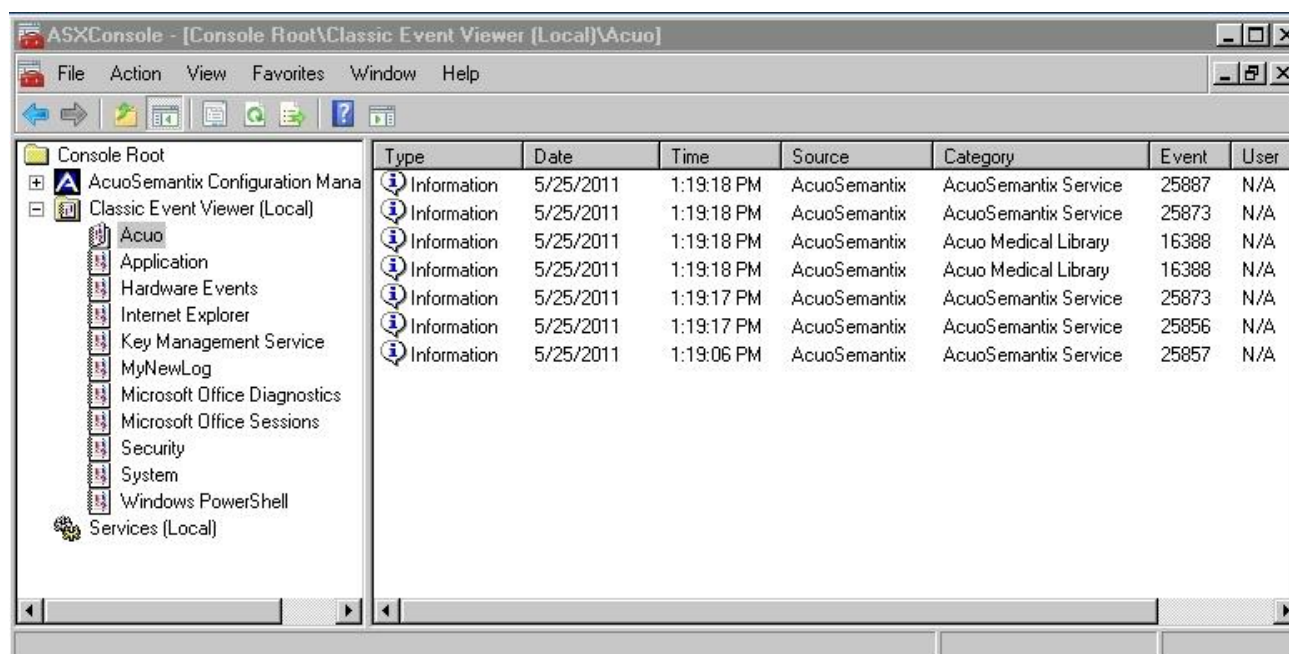 ASXConsole - [Console Root\Classic Event Viewer (Local)\Acuo]
File Action View Favorites Window Help
Console Root
AcuoSemantix Configuration Mana
Classic Event Viewer (Local)
Acuo
Application
Hardware Events
Internet Explorer
Key Management Service
MyNewLog
Microsoft Office Diagnostics
Microsoft Office Sessions
Security
System
Windows PowerShell
Services (Local)
Type Date Time Source Category Event User
Information 5/25/2011 1:19:18 PM AcuoSemantix AcuoSemantix Service 25887 N/A
Information 5/25/2011 1:19:18 PM AcuoSemantix AcuoSemantix Service 25873 N/A
Information 5/25/2011 1:19:18 PM AcuoSemantix Acuo Medical Library 16388 N/A
Information 5/25/2011 1:19:18 PM AcuoSemantix Acuo Medical Library 16388 N/A
Information 5/25/2011 1:19:17 PM AcuoSemantix AcuoSemantix Service 25873 N/A
Information 5/25/2011 1:19:17 PM AcuoSemantix AcuoSemantix Service 25856 N/A
Information 5/25/2011 1:19:06 PM AcuoSemantix AcuoSemantix Service 25857 N/A